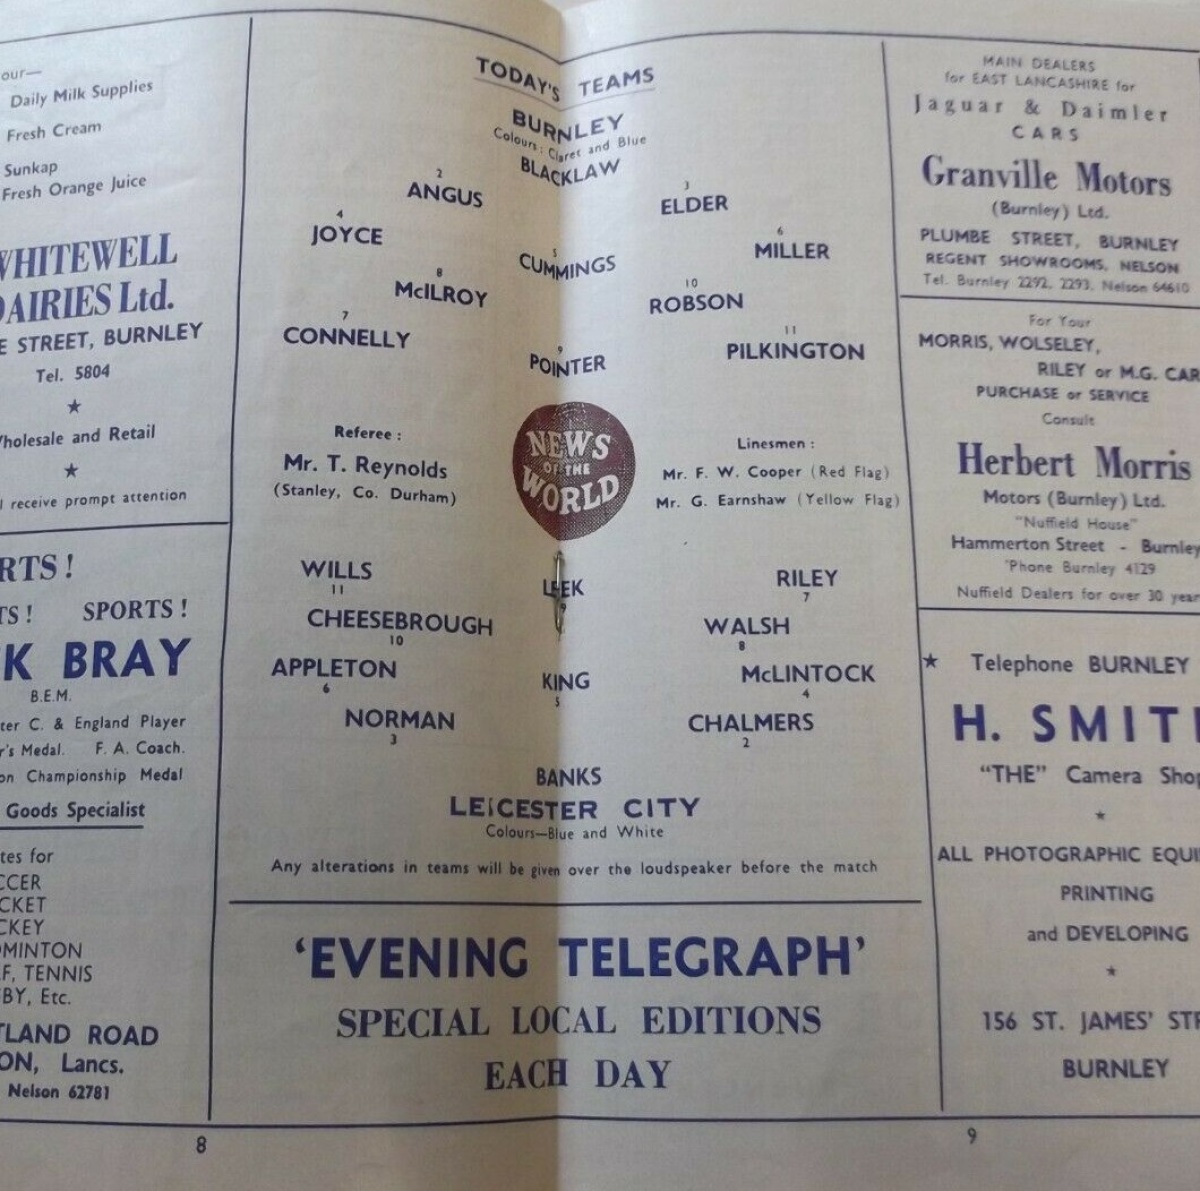 our—
Daily Milk Supplies
Fresh Cream
Sunkap
Fresh Orange Juice
WHITEWELL
DAIRIES Ltd.
E STREET, BURNLEY
Tel. 5804
★
Wholesale and Retail
★
l receive prompt attention
RTS!
TS! SPORTS!
K BRAY
B.E.M.
ter C. & England Player
r's Medal. F. A. Coach.
on Championship Medal
Goods Specialist
tes for
CCER
CKET
CKEY
DMINTON
F, TENNIS
BY, Etc.
TLAND ROAD
ON, Lancs.
Nelson 62781
8
TODAY'S TEAMS
BURNLEY
Colours: Claret and Blue
BLACKLAW
2 3
ANGUS ELDER
4 5 6
JOYCE CUMMINGS MILLER
8 10
McILROY ROBSON
7 9 11
CONNELLY POINTER PILKINGTON
Referee:
Mr. T. Reynolds
(Stanley, Co. Durham)
NEWS
OF THE
WORLD
Linesmen:
Mr. F. W. Cooper (Red Flag)
Mr. G. Earnshaw (Yellow Flag)
WILLS LEEK RILEY
11 9 7
CHEESEBROUGH WALSH
10 8
APPLETON KING McLINTOCK
6 5 4
NORMAN CHALMERS
3 2
BANKS
LEICESTER CITY
Colours—Blue and White
Any alterations in teams will be given over the loudspeaker before the match
'EVENING TELEGRAPH'
SPECIAL LOCAL EDITIONS
EACH DAY
MAIN DEALERS
for EAST LANCASHIRE for
Jaguar & Daimler
CARS
Granville Motors
(Burnley) Ltd.
PLUMBE STREET, BURNLEY
REGENT SHOWROOMS, NELSON
Tel. Burnley 2292, 2293, Nelson 64610
For Your
MORRIS, WOLSELEY,
RILEY or M.G. CAR
PURCHASE or SERVICE
Consult
Herbert Morris
Motors (Burnley) Ltd.
"Nuffield House"
Hammerton Street - Burnley
'Phone Burnley 4129
Nuffield Dealers for over 30 year
★ Telephone BURNLEY
H. SMITH
"THE" Camera Shop
★
ALL PHOTOGRAPHIC EQUI
PRINTING
and DEVELOPING
★
156 ST. JAMES' STR
BURNLEY
9